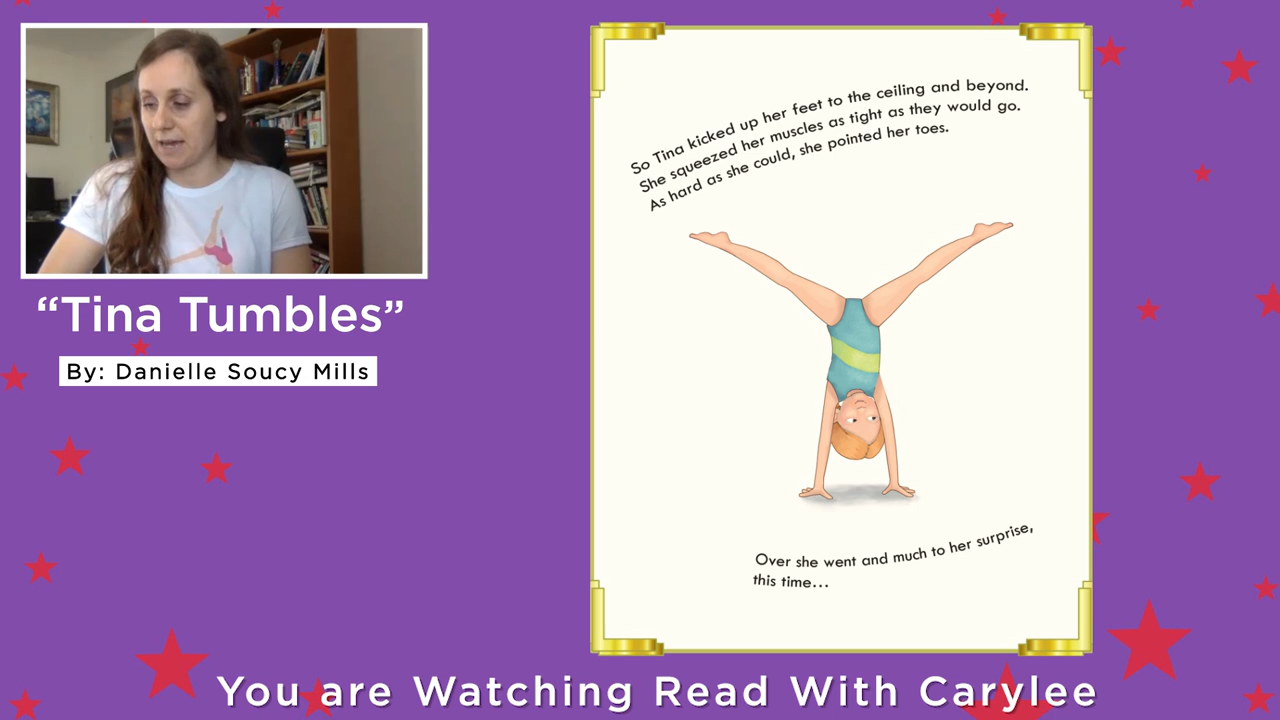 “Tina Tumbles”
By: Danielle Soucy Mills
So Tina kicked up her feet to the ceiling and beyond.
She squeezed her muscles as tight as they would go.
As hard as she could, she pointed her toes.
Over she went and much to her surprise,
this time...
You are Watching Read With Carylee